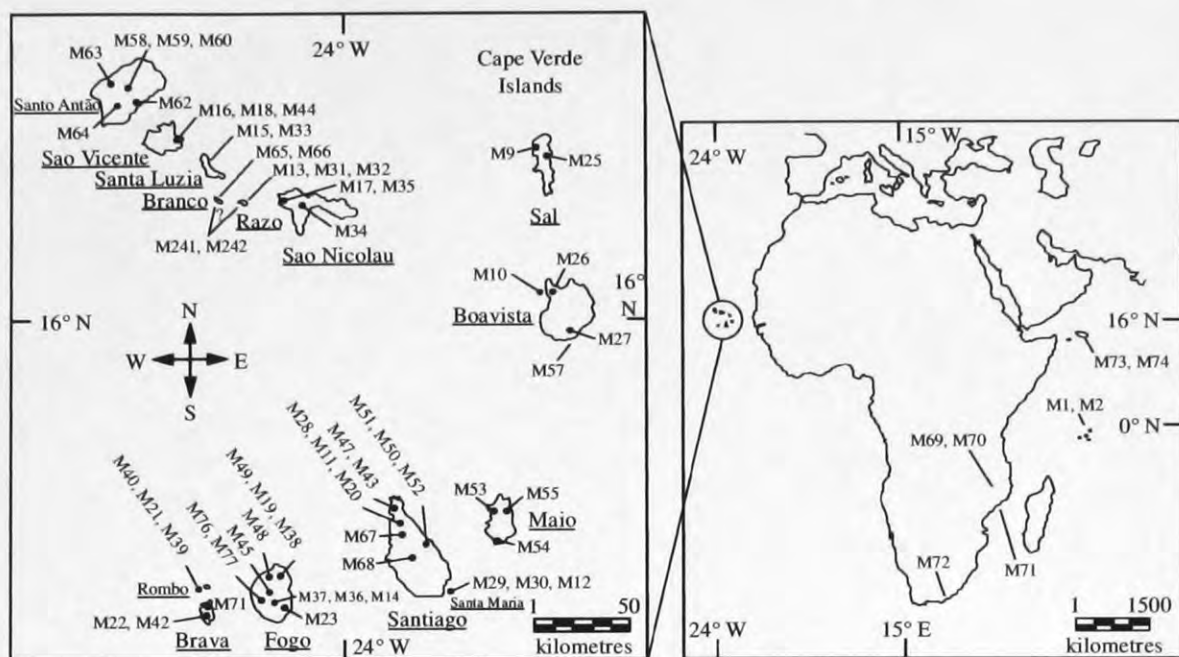 24° W
Cape Verde
Islands
M58, M59, M60
M63
Santo Antão
M62
M64
M16, M18, M44
Sao Vicente
M15, M33
Santa Luzia
M65, M66
Branco
M13, M31, M32
Razo
M17, M35
M34
?
M241, M242
Sao Nicolau
M9
M25
Sal
M10
M26
16°
N
Boavista
M27
M57
16° N
N
W
E
S
M51, M50, M52
M47, M43
M28, M11, M20
M67
M68
M53
M55
Maio
M54
M29, M30, M12
Santa Maria
Santiago
M49, M19, M38
M48
M45
M76, M77
M40, M21, M39
Rombo
M71
M22, M42
Brava
M37, M36, M14
M23
Fogo
24° W
1 50
kilometres
24° W
15° W
16° N
M73, M74
M1, M2
0° N
M69, M70
M71
M72
1 1500
kilometres
24° W
15° E